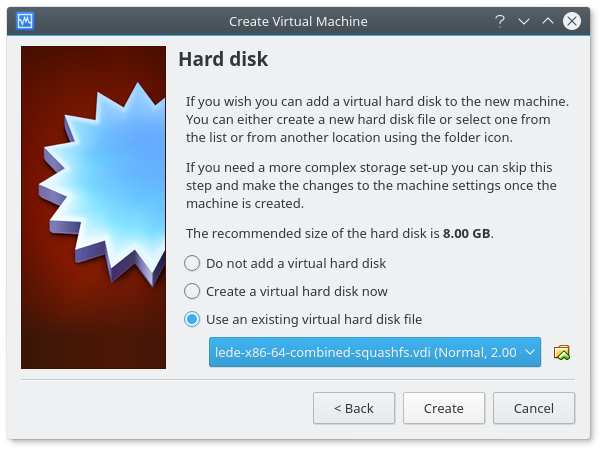 Create Virtual Machine
Hard disk
If you wish you can add a virtual hard disk to the new machine.
You can either create a new hard disk file or select one from
the list or from another location using the folder icon.
If you need a more complex storage set-up you can skip this
step and make the changes to the machine settings once the
machine is created.
The recommended size of the hard disk is 8.00 GB.
Do not add a virtual hard disk
Create a virtual hard disk now
Use an existing virtual hard disk file
lede-x86-64-combined-squashfs.vdi (Normal, 2.00
< Back
Create
Cancel